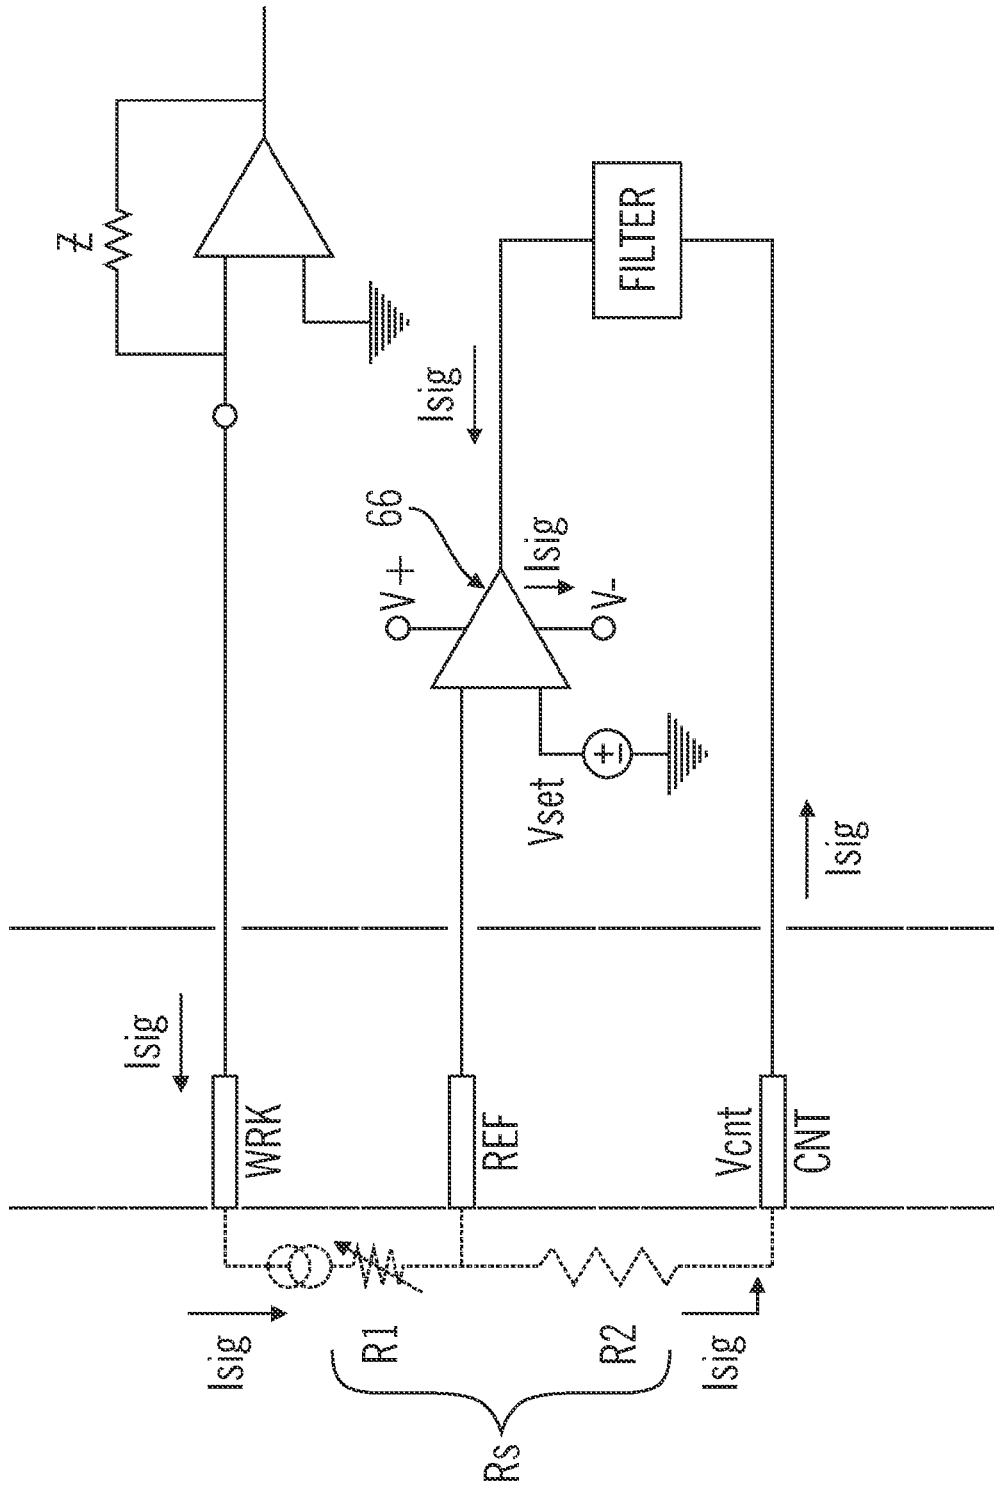 Z
FILTER
Isig
66
V+
Isig
V-
Vset
Isig
Isig
WRK
REF
Vcnt
CNT
Isig
R1
R2
Isig
Rs